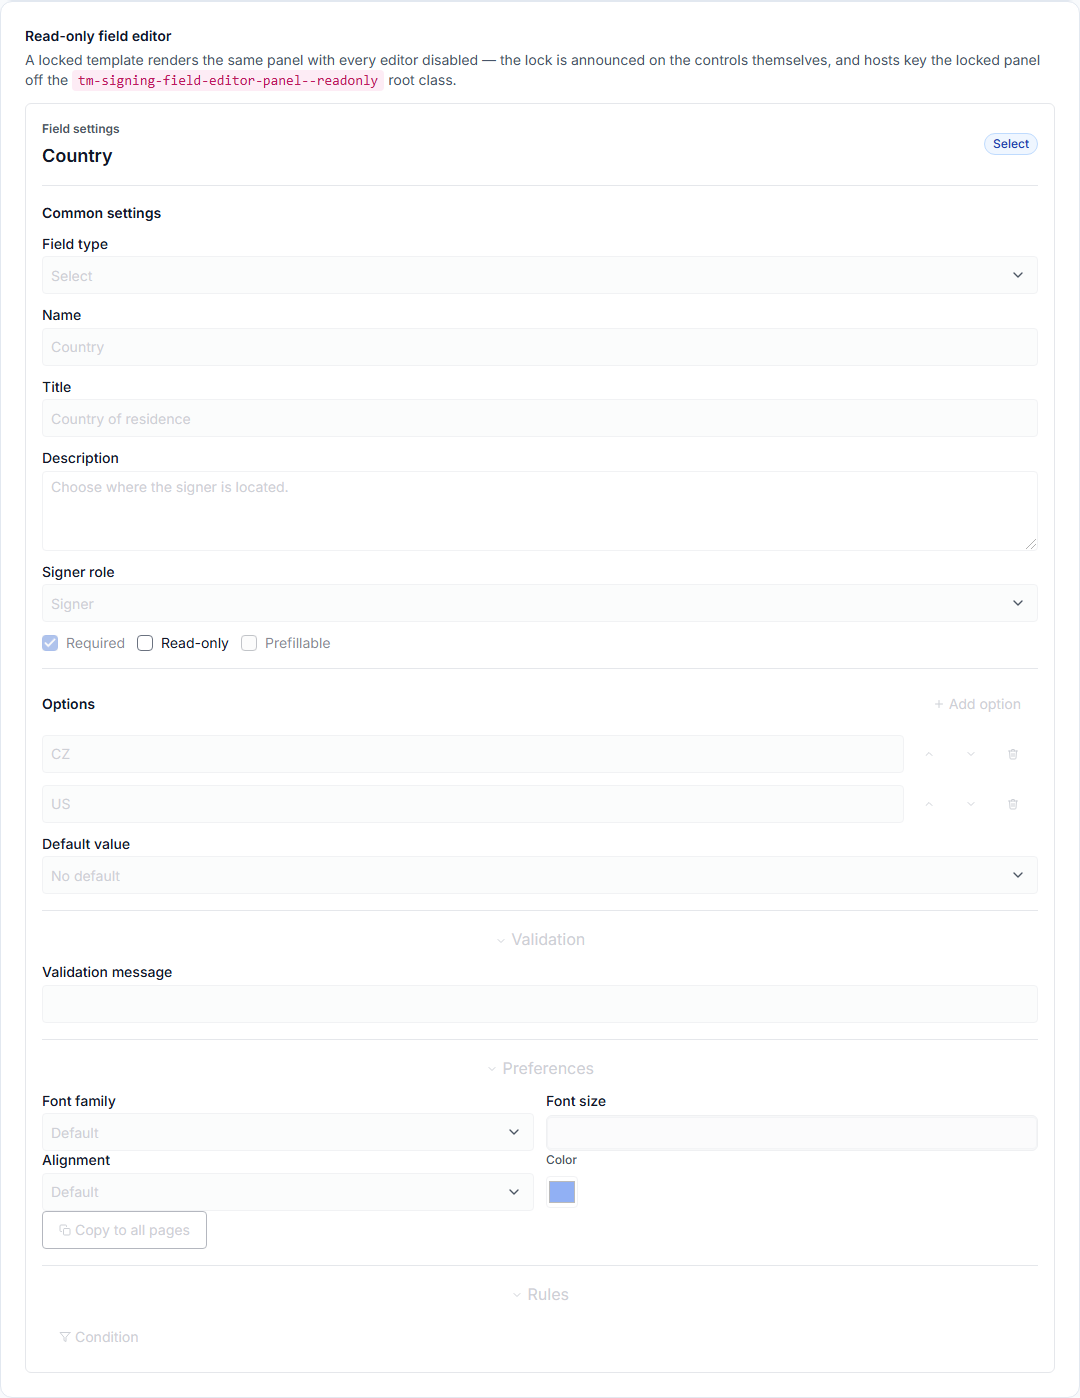 Read-only field editor
A locked template renders the same panel with every editor disabled — the lock is announced on the controls themselves, and hosts key the locked panel
off the tm-signing-field-editor-panel--readonly root class.
Field settings
Country
Select
Common settings
Field type
Select
Name
Country
Title
Country of residence
Description
Choose where the signer is located.
Signer role
Signer
Required Read-only Prefillable
Options
+ Add option
CZ
US
Default value
No default
Validation
Validation message
Preferences
Font family
Font size
Default
Alignment
Color
Default
Copy to all pages
Rules
Condition